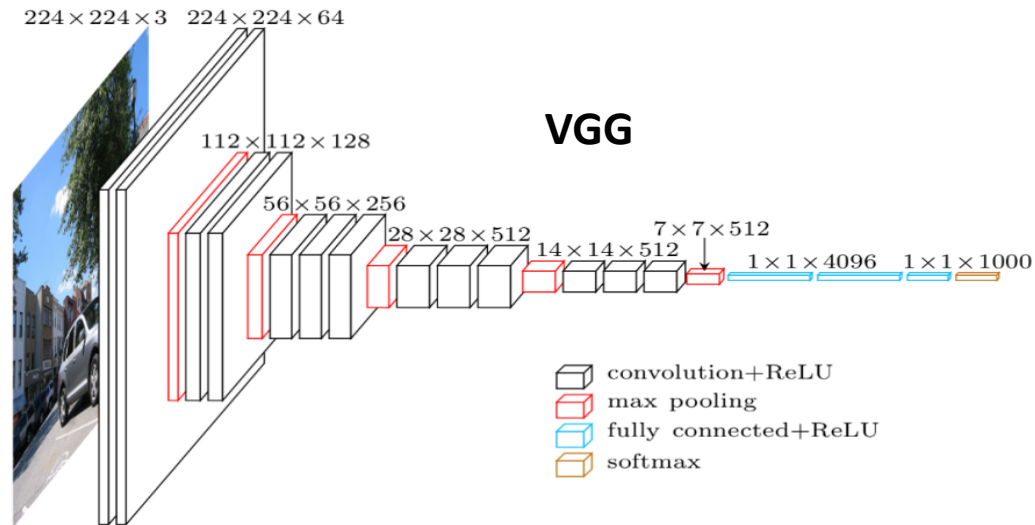 224×224×3
224×224×64
112×112×128
VGG
56×56×256
28×28×512
14×14×512
7×7×512
1×1×4096
1×1×1000
convolution+ReLU
max pooling
fully connected+ReLU
softmax